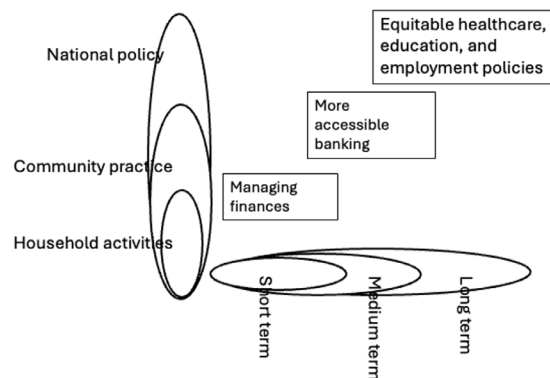 National policy
Equitable healthcare,
education, and
employment policies
More
accessible
banking
Community practice
Managing
finances
Household activities
Short term
Medium term
Long term